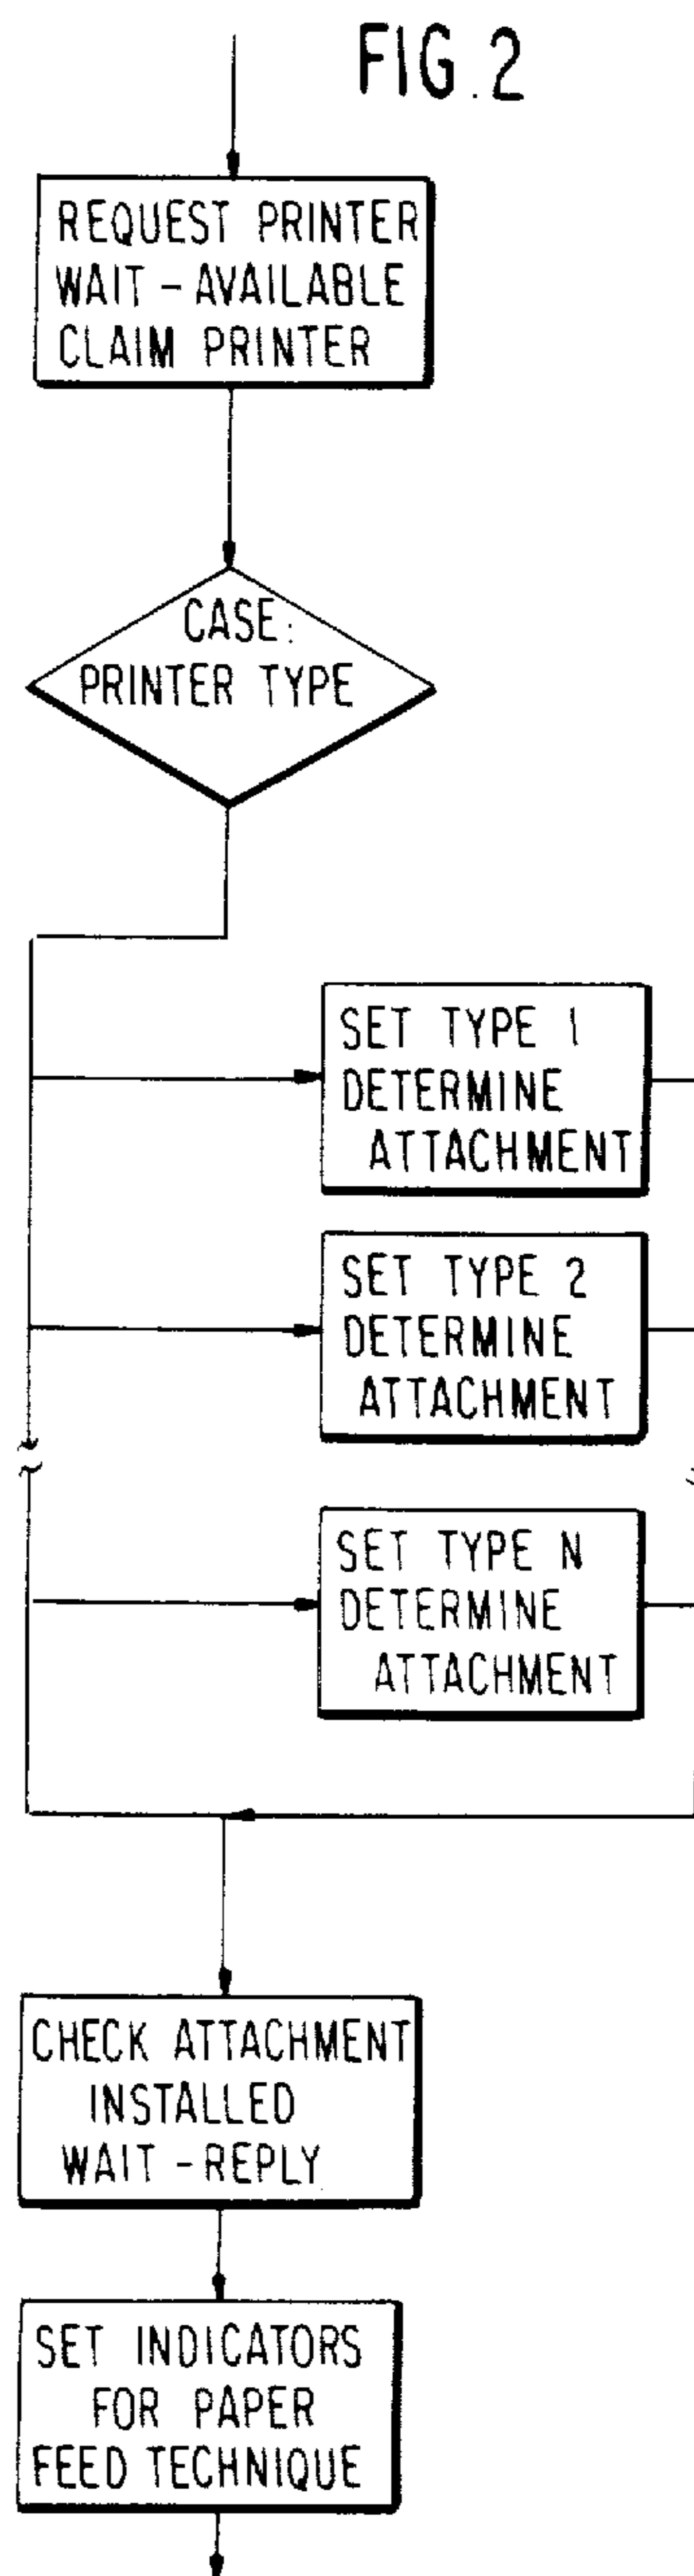 FIG.2
REQUEST PRINTER
WAIT-AVAILABLE
CLAIM PRINTER
CASE:
PRINTER TYPE
SET TYPE 1
DETERMINE
ATTACHMENT
SET TYPE 2
DETERMINE
ATTACHMENT
SET TYPE N
DETERMINE
ATTACHMENT
CHECK ATTACHMENT
INSTALLED
WAIT-REPLY
SET INDICATORS
FOR PAPER
FEED TECHNIQUE